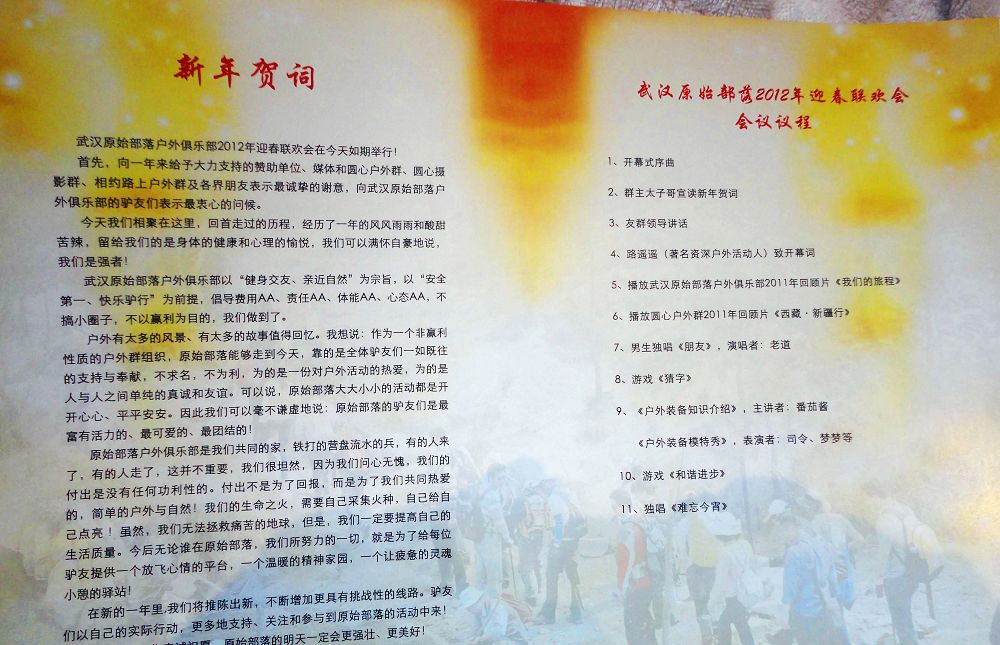 新年贺词
武汉原始部落户外俱乐部2012年迎春联欢会在今天如期举行！
首先，向一年来给予大力支持的赞助单位、媒体和圆心户外群、圆心摄
影群、相约路上户外群及各界朋友表示最诚挚的谢意，向武汉原始部落户
外俱乐部的驴友们表示最衷心的问候。
今天我们相聚在这里，回首走过的历程，经历了一年的风风雨雨和酸甜
苦辣，留给我们的是身体的健康和心理的愉悦，我们可以满怀自豪地说，
我们是强者！
武汉原始部落户外俱乐部以“健身交友、亲近自然”为宗旨，以“安全
第一、快乐驴行”为前提，倡导费用AA、责任AA、体能AA、心态AA，不
搞小圈子，不以赢利为目的，我们做到了。
户外有太多的风景、有太多的故事值得回忆。我想说：作为一个非赢利
性质的户外群组织，原始部落能够走到今天，靠的是全体驴友们一如既往
的支持与奉献，不求名，不为利，为的是一份对户外活动的热爱，为的是
人与人之间单纯的真诚和友谊。可以说，原始部落大大小小的活动都是开
开心心、平平安安。因此我们可以毫不谦虚地说：原始部落的驴友们是最
富有活力的、最可爱的、最团结的！
原始部落户外俱乐部是我们共同的家，铁打的营盘流水的兵，有的人来
了，有的人走了，这并不重要，我们很坦然，因为我们问心无愧，我们的
付出是没有任何功利性的。付出不是为了回报，而是为了我们共同热爱
的，简单的户外与自然！我们的生命之火，需要自己采集火种，自己给自
己点亮！虽然，我们无法拯救痛苦的地球，但是，我们一定要提高自己的
生活质量。今后无论谁在原始部落，我们所努力的一切，就是为了给每位
驴友提供一个放飞心情的平台，一个温暖的精神家园，一个让疲惫的灵魂
小憩的驿站！
在新的一年里,我们将推陈出新，不断增加更具有挑战性的线路。驴友
们以自己的实际行动，更多地支持、关注和参与到原始部落的活动中来！
原始部落的明天一定会更强壮、更美好！
武汉原始部落2012年迎春联欢会
会议议程
1、开幕式序曲
2、群主太子哥宣读新年贺词
3、友群领导讲话
4、路遥遥（著名资深户外活动人）致开幕词
5、播放武汉原始部落户外俱乐部2011年回顾片《我们的旅程》
6、播放圆心户外群2011年回顾片《西藏·新疆行》
7、男生独唱《朋友》，演唱者：老道
8、游戏《猜字》
9、《户外装备知识介绍》，主讲者：番茄酱
《户外装备模特秀》，表演者：司令、梦梦等
10、游戏《和谐进步》
11、独唱《难忘今宵》